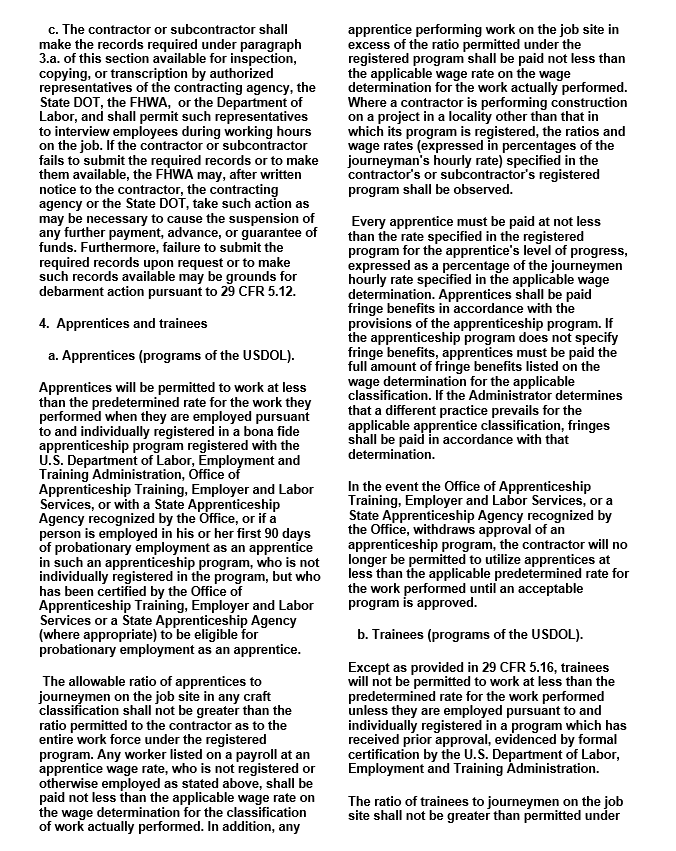 c. The contractor or subcontractor shall
make the records required under paragraph
3.a. of this section available for inspection,
copying, or transcription by authorized
representatives of the contracting agency, the
State DOT, the FHWA, or the Department of
Labor, and shall permit such representatives
to interview employees during working hours
on the job. If the contractor or subcontractor
fails to submit the required records or to make
them available, the FHWA may, after written
notice to the contractor, the contracting
agency or the State DOT, take such action as
may be necessary to cause the suspension of
any further payment, advance, or guarantee of
funds. Furthermore, failure to submit the
required records upon request or to make
such records available may be grounds for
debarment action pursuant to 29 CFR 5.12.
4. Apprentices and trainees
a. Apprentices (programs of the USDOL).
Apprentices will be permitted to work at less
than the predetermined rate for the work they
performed when they are employed pursuant
to and individually registered in a bona fide
apprenticeship program registered with the
U.S. Department of Labor, Employment and
Training Administration, Office of
Apprenticeship Training, Employer and Labor
Services, or with a State Apprenticeship
Agency recognized by the Office, or if a
person is employed in his or her first 90 days
of probationary employment as an apprentice
in such an apprenticeship program, who is not
individually registered in the program, but who
has been certified by the Office of
Apprenticeship Training, Employer and Labor
Services or a State Apprenticeship Agency
(where appropriate) to be eligible for
probationary employment as an apprentice.
The allowable ratio of apprentices to
journeymen on the job site in any craft
classification shall not be greater than the
ratio permitted to the contractor as to the
entire work force under the registered
program. Any worker listed on a payroll at an
apprentice wage rate, who is not registered or
otherwise employed as stated above, shall be
paid not less than the applicable wage rate on
the wage determination for the classification
of work actually performed. In addition, any
apprentice performing work on the job site in
excess of the ratio permitted under the
registered program shall be paid not less than
the applicable wage rate on the wage
determination for the work actually performed.
Where a contractor is performing construction
on a project in a locality other than that in
which its program is registered, the ratios and
wage rates (expressed in percentages of the
journeyman's hourly rate) specified in the
contractor's or subcontractor's registered
program shall be observed.
Every apprentice must be paid at not less
than the rate specified in the registered
program for the apprentice's level of progress,
expressed as a percentage of the journeymen
hourly rate specified in the applicable wage
determination. Apprentices shall be paid
fringe benefits in accordance with the
provisions of the apprenticeship program. If
the apprenticeship program does not specify
fringe benefits, apprentices must be paid the
full amount of fringe benefits listed on the
wage determination for the applicable
classification. If the Administrator determines
that a different practice prevails for the
applicable apprentice classification, fringes
shall be paid in accordance with that
determination.
In the event the Office of Apprenticeship
Training, Employer and Labor Services, or a
State Apprenticeship Agency recognized by
the Office, withdraws approval of an
apprenticeship program, the contractor will no
longer be permitted to utilize apprentices at
less than the applicable predetermined rate for
the work performed until an acceptable
program is approved.
b. Trainees (programs of the USDOL).
Except as provided in 29 CFR 5.16, trainees
will not be permitted to work at less than the
predetermined rate for the work performed
unless they are employed pursuant to and
individually registered in a program which has
received prior approval, evidenced by formal
certification by the U.S. Department of Labor,
Employment and Training Administration.
The ratio of trainees to journeymen on the job
site shall not be greater than permitted under